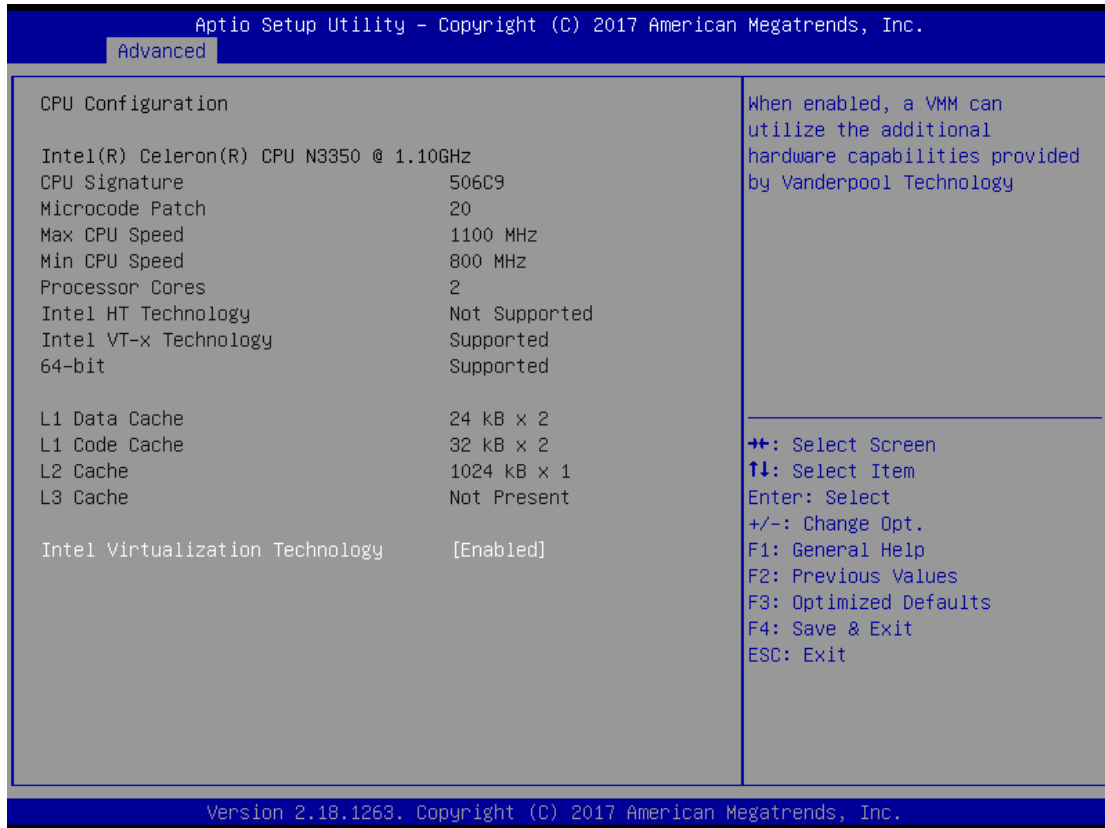 Aptio Setup Utility – Copyright (C) 2017 American Megatrends, Inc.
Advanced
CPU Configuration
Intel(R) Celeron(R) CPU N3350 @ 1.10GHz
CPU Signature 506C9
Microcode Patch 20
Max CPU Speed 1100 MHz
Min CPU Speed 800 MHz
Processor Cores 2
Intel HT Technology Not Supported
Intel VT-x Technology Supported
64-bit Supported
L1 Data Cache 24 kB x 2
L1 Code Cache 32 kB x 2
L2 Cache 1024 kB x 1
L3 Cache Not Present
Intel Virtualization Technology [Enabled]
When enabled, a VMM can
utilize the additional
hardware capabilities provided
by Vanderpool Technology
→←: Select Screen
↑↓: Select Item
Enter: Select
+/-: Change Opt.
F1: General Help
F2: Previous Values
F3: Optimized Defaults
F4: Save & Exit
ESC: Exit
Version 2.18.1263. Copyright (C) 2017 American Megatrends, Inc.